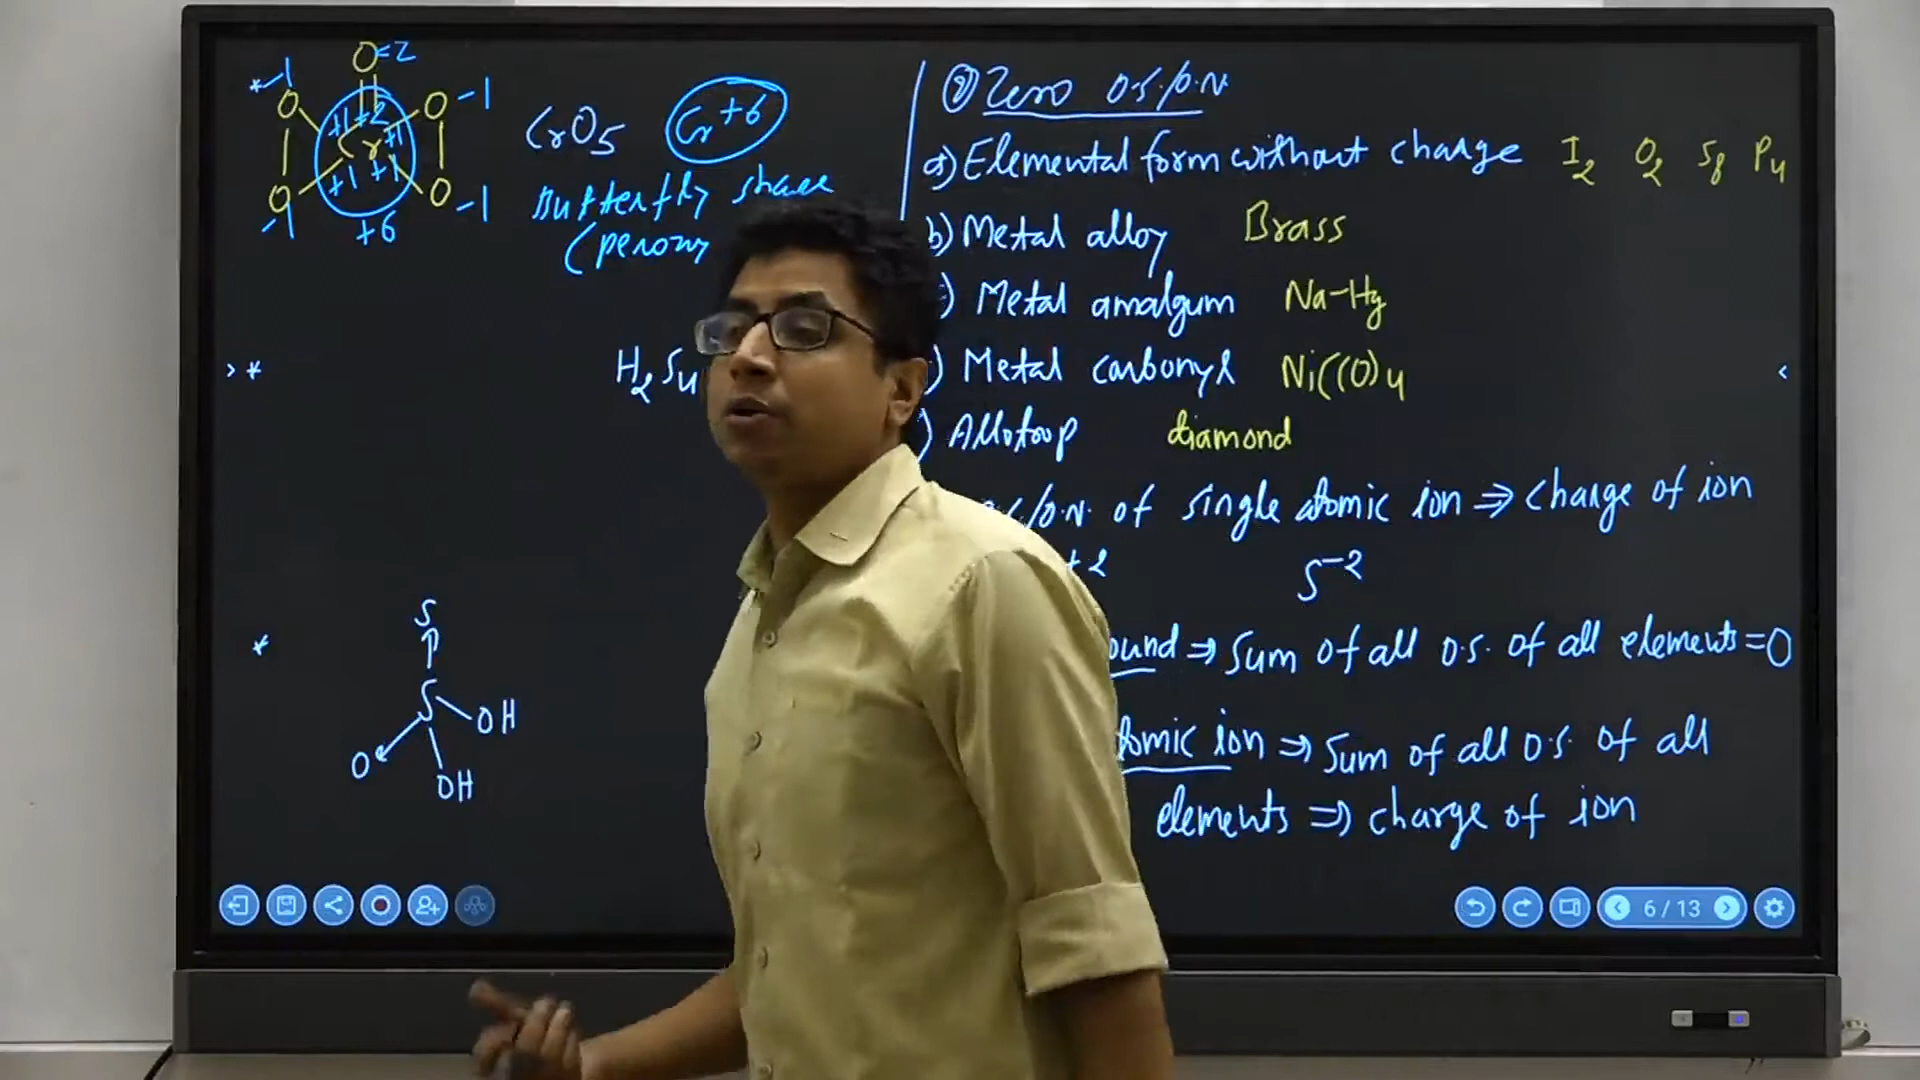 O=2
*-1
O
O -1
+1 +2 +1
Cr
+1 +1
O
-1
O -1
+6
CrO5 Cr+6
Butterfly shape
(peroxy
H2S4
*
*
S
S
OH
O
OH
⑧ Zero O.S/O.N
a) Elemental form without charge I2 O2 S8 P4
b) Metal alloy Brass
) Metal amalgum Na-Hg
) Metal carbonyl Ni(CO)4
) Allotrop diamond
/O.N. of single atomic ion ⇒ charge of ion
+2 S-2
ound ⇒ Sum of all O.S. of all elements = 0
tomic ion ⇒ Sum of all O.S. of all
elements ⇒ charge of ion
6/13